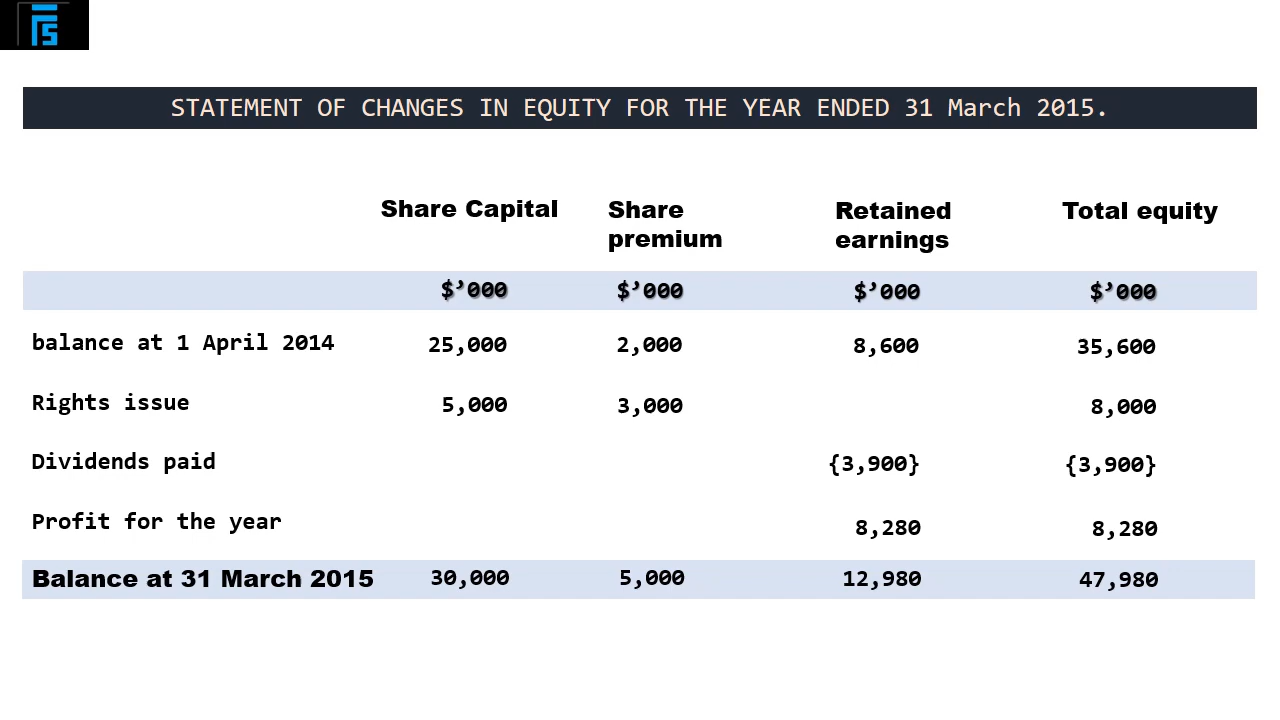 F5
STATEMENT OF CHANGES IN EQUITY FOR THE YEAR ENDED 31 March 2015.
Share Capital Share premium Retained earnings Total equity
$’000 $’000 $’000 $’000
balance at 1 April 2014 25,000 2,000 8,600 35,600
Rights issue 5,000 3,000 8,000
Dividends paid {3,900} {3,900}
Profit for the year 8,280 8,280
Balance at 31 March 2015 30,000 5,000 12,980 47,980